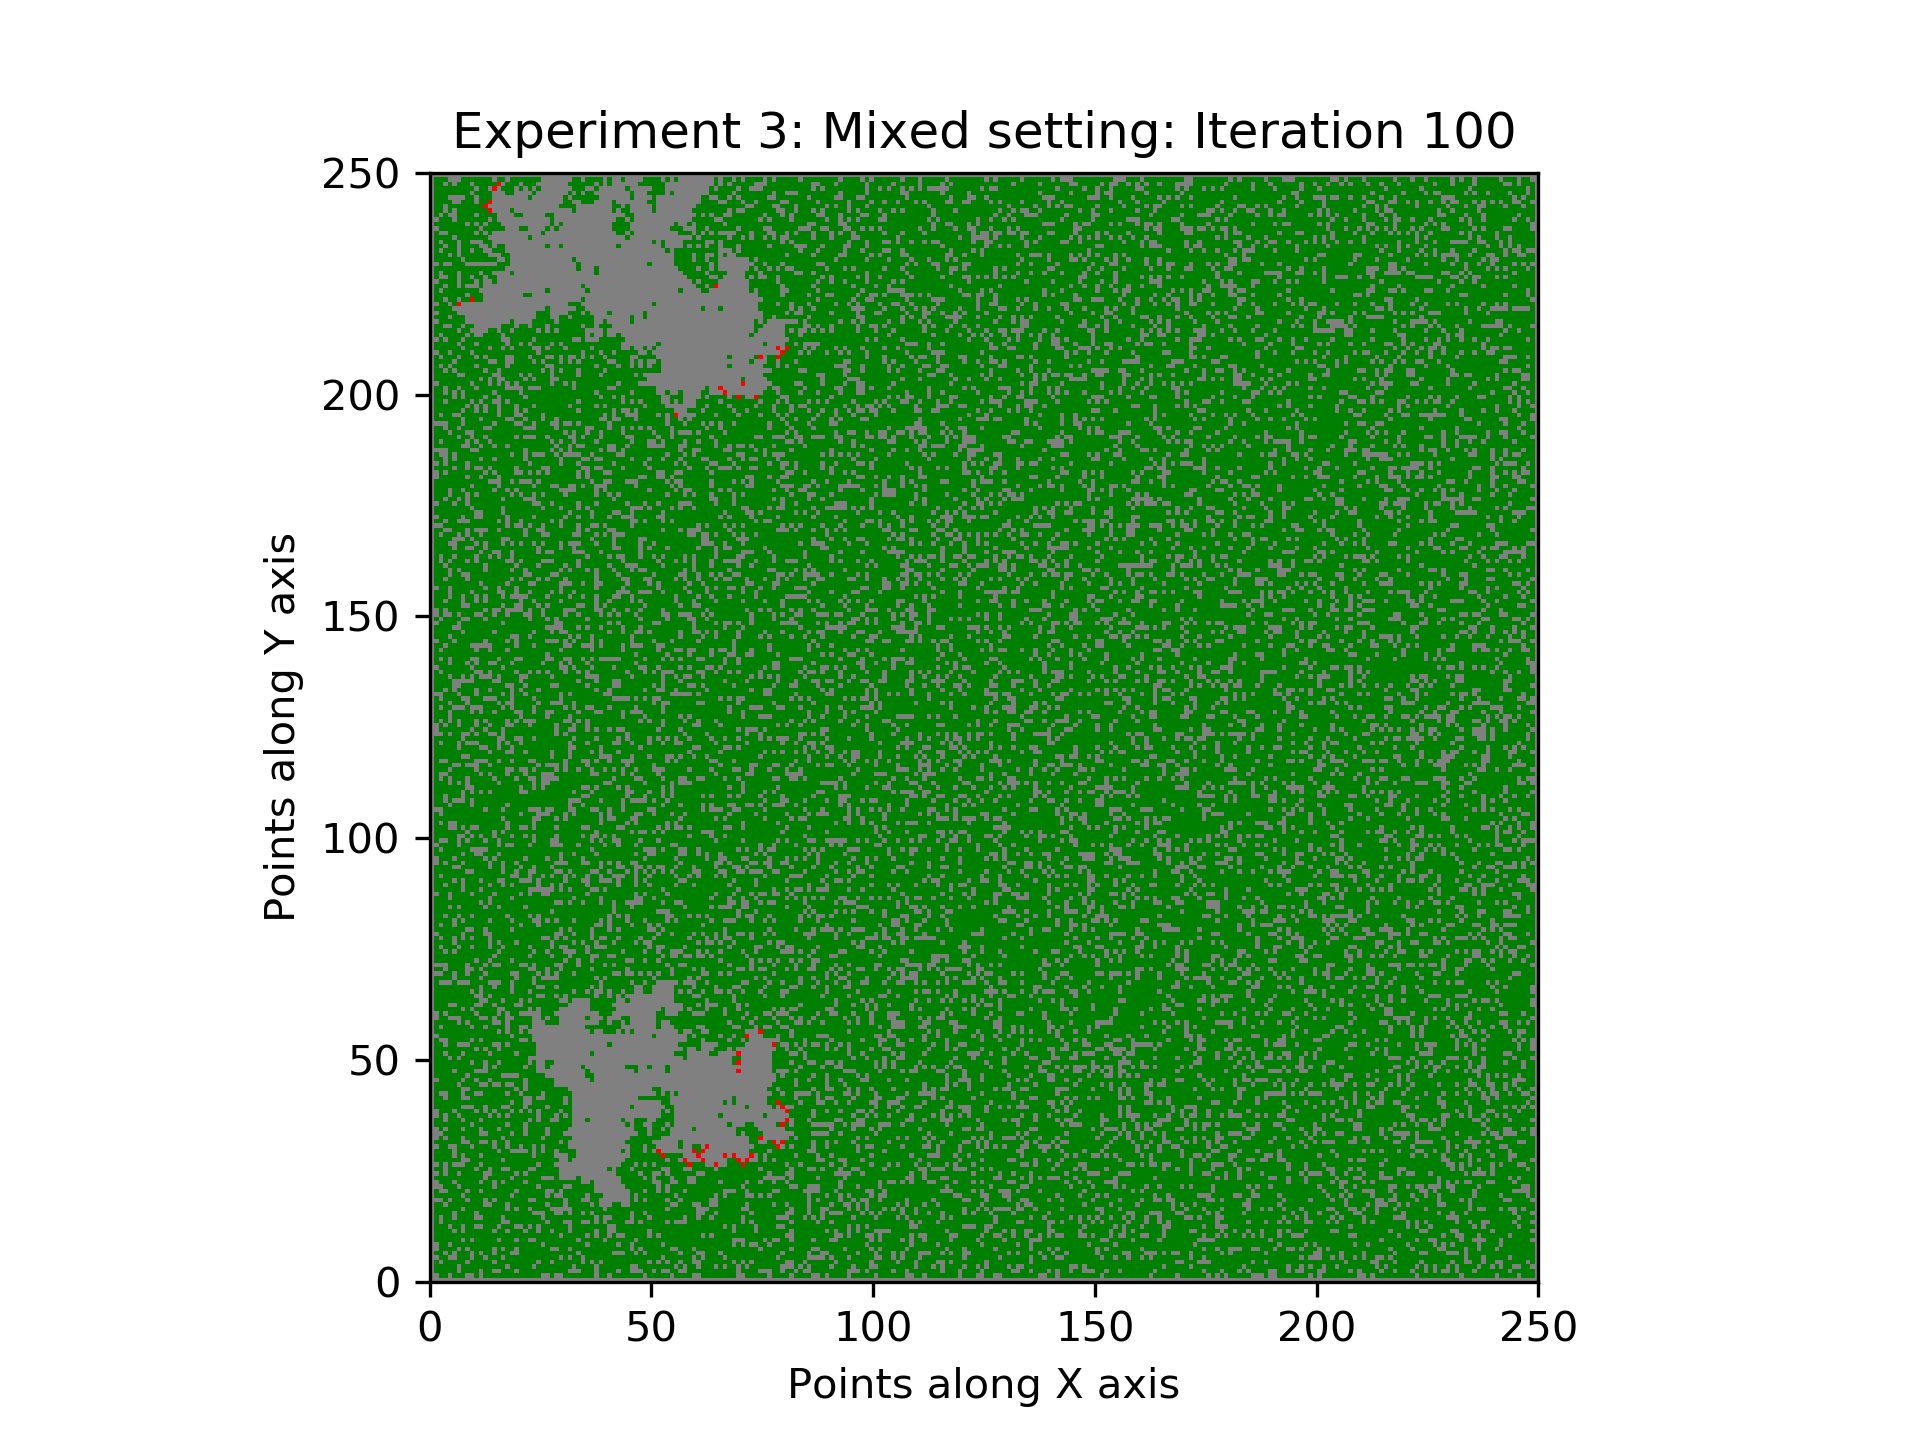 Experiment 3: Mixed setting: Iteration 100
250
200
150
100
50
0
Points along Y axis
0 50 100 150 200 250
Points along X axis